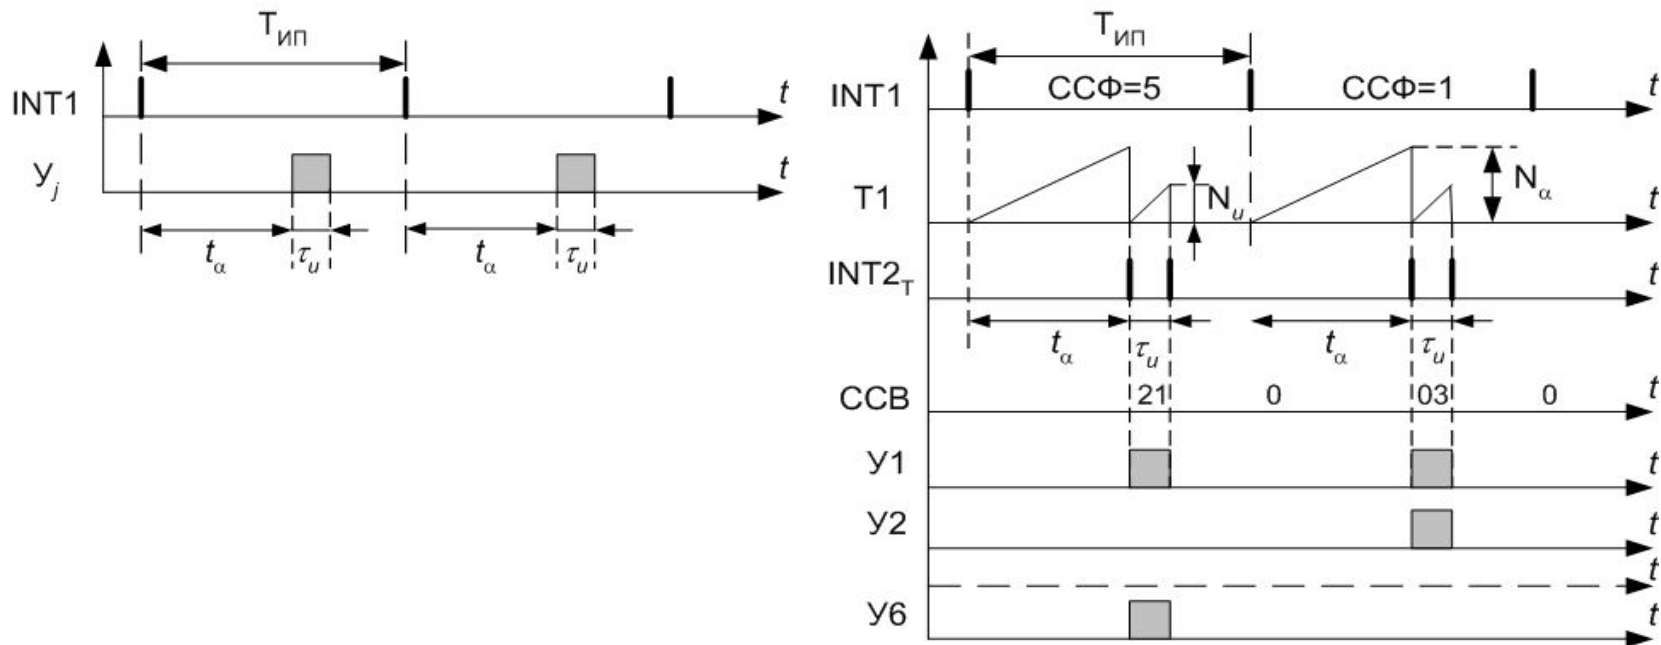 Tип
INT1
t
Уj
t
tα
τu
tα
τu
Tип
INT1
ССФ=5
ССФ=1
t
T1
Nu
Nα
t
INT2T
t
tα
τu
tα
τu
ССВ
21
0
03
0
t
У1
t
У2
t
t
У6
t